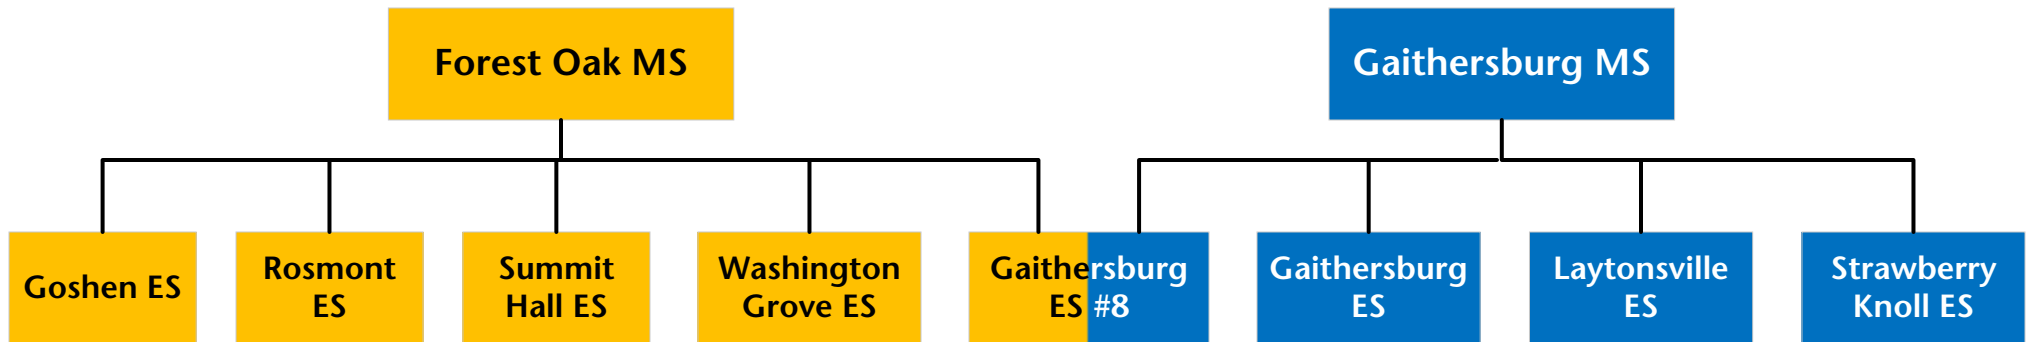 Forest Oak MS
Gaithersburg MS
Goshen ES
Rosmont
ES
Summit
Hall ES
Washington
Grove ES
Gaithersburg
ES #8
Gaithersburg
ES
Laytonsville
ES
Strawberry
Knoll ES